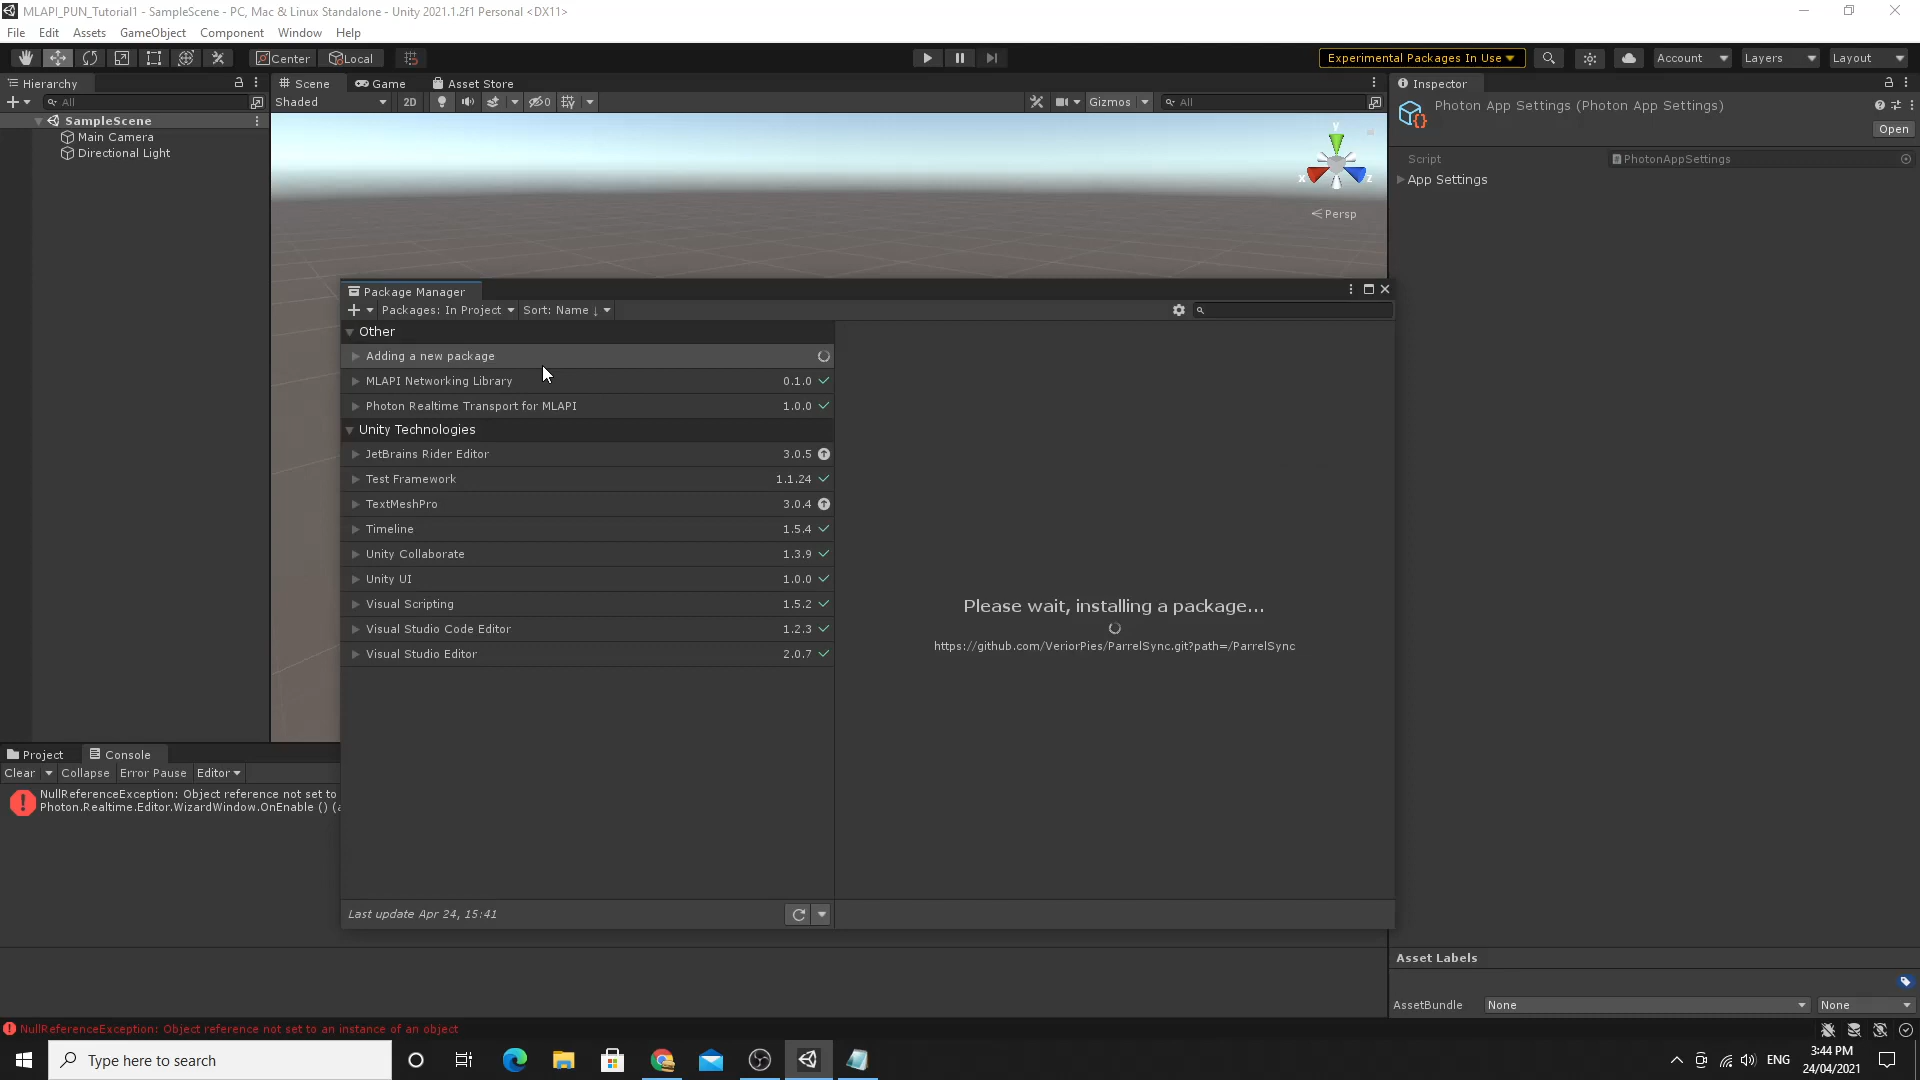 MLAPI_PUN_Tutorial1 - SampleScene - PC, Mac & Linux Standalone - Unity 2021.1.2f1 Personal <DX11>
File Edit Assets GameObject Component Window Help
Center Local Experimental Packages In Use Account Layers Layout
Hierarchy Scene Game Asset Store Inspector
All Shaded 2D 0 Gizmos All
Photon App Settings (Photon App Settings)
Open
SampleScene
Main Camera
Directional Light
y
x z
Persp
Script PhotonAppSettings
App Settings
Package Manager
Packages: In Project Sort: Name ↓
Other
Adding a new package
MLAPI Networking Library 0.1.0
Photon Realtime Transport for MLAPI 1.0.0
Unity Technologies
JetBrains Rider Editor 3.0.5
Test Framework 1.1.24
TextMeshPro 3.0.4
Timeline 1.5.4
Unity Collaborate 1.3.9
Unity UI 1.0.0
Visual Scripting 1.5.2
Visual Studio Code Editor 1.2.3
Visual Studio Editor 2.0.7
Please wait, installing a package...
https://github.com/VeriorPies/ParrelSync.git?path=/ParrelSync
Last update Apr 24, 15:41
Project Console
Clear Collapse Error Pause Editor
NullReferenceException: Object reference not set to
Photon.Realtime.Editor.WizardWindow.OnEnable () (a
Asset Labels
AssetBundle None None
NullReferenceException: Object reference not set to an instance of an object
Type here to search
ENG
3:44 PM
24/04/2021